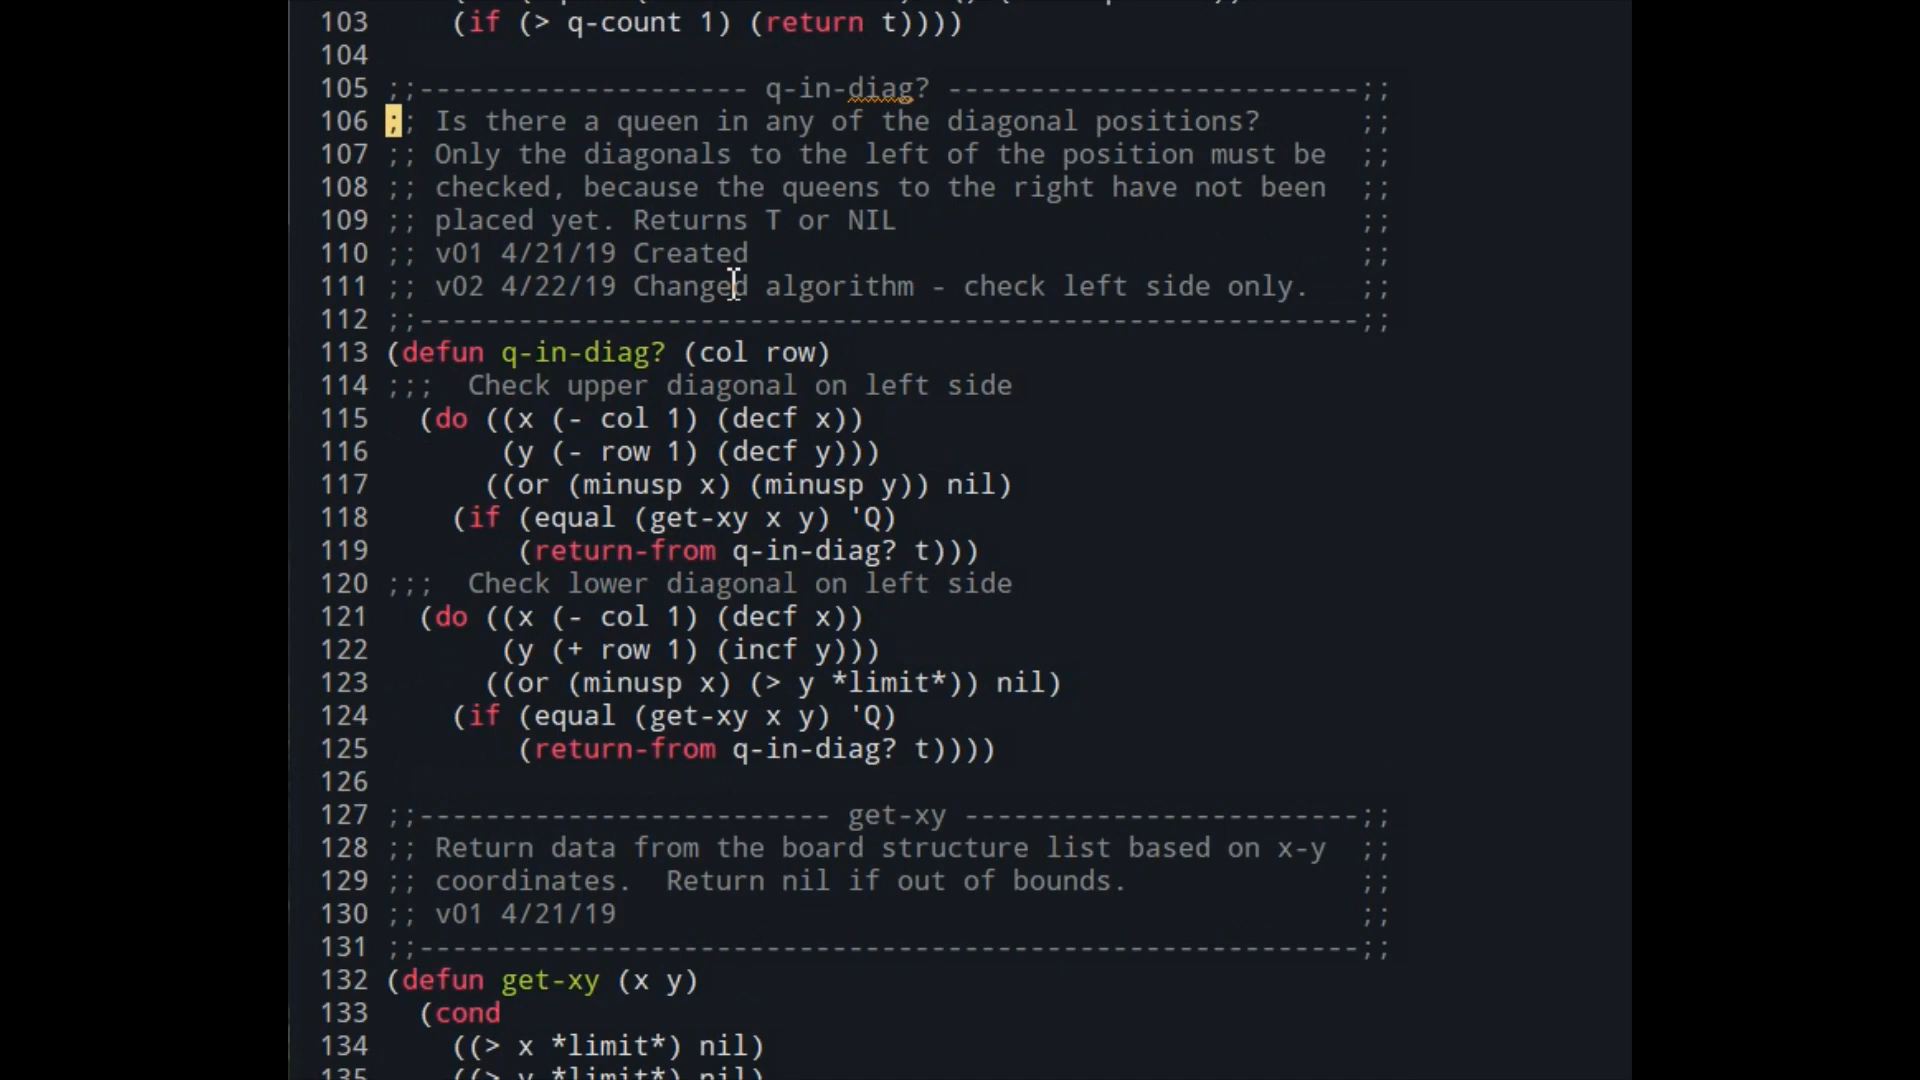 103 (if (> q-count 1) (return t))))
104
105 ;;-------------------- q-in-diag? -------------------------;;
106 ;; Is there a queen in any of the diagonal positions? ;;
107 ;; Only the diagonals to the left of the position must be ;;
108 ;; checked, because the queens to the right have not been ;;
109 ;; placed yet. Returns T or NIL ;;
110 ;; v01 4/21/19 Created ;;
111 ;; v02 4/22/19 Changed algorithm - check left side only. ;;
112 ;;---------------------------------------------------------;;
113 (defun q-in-diag? (col row)
114 ;;; Check upper diagonal on left side
115 (do ((x (- col 1) (decf x))
116 (y (- row 1) (decf y)))
117 ((or (minusp x) (minusp y)) nil)
118 (if (equal (get-xy x y) 'Q)
119 (return-from q-in-diag? t)))
120 ;;; Check lower diagonal on left side
121 (do ((x (- col 1) (decf x))
122 (y (+ row 1) (incf y)))
123 ((or (minusp x) (> y *limit*)) nil)
124 (if (equal (get-xy x y) 'Q)
125 (return-from q-in-diag? t))))
126
127 ;;------------------------- get-xy ------------------------;;
128 ;; Return data from the board structure list based on x-y ;;
129 ;; coordinates. Return nil if out of bounds. ;;
130 ;; v01 4/21/19 ;;
131 ;;---------------------------------------------------------;;
132 (defun get-xy (x y)
133 (cond
134 ((> x *limit*) nil)
135 ((> y *limit*) nil)